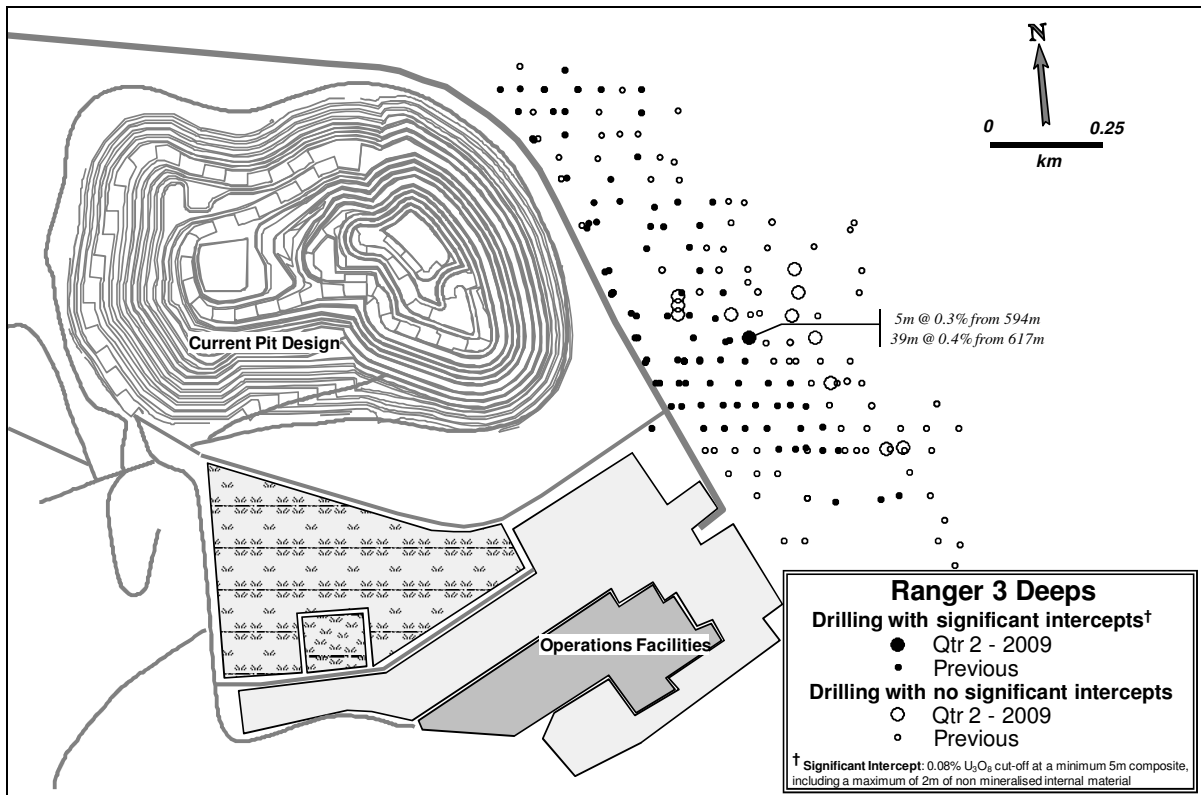 N
0 0.25
km
5m @ 0.3% from 594m
39m @ 0.4% from 617m
Current Pit Design
Operations Facilities
Ranger 3 Deeps
Drilling with significant intercepts†
Qtr 2 - 2009
Previous
Drilling with no significant intercepts
Qtr 2 - 2009
Previous
† Significant Intercept: 0.08% U₃O₈ cut-off at a minimum 5m composite,
including a maximum of 2m of non mineralised internal material